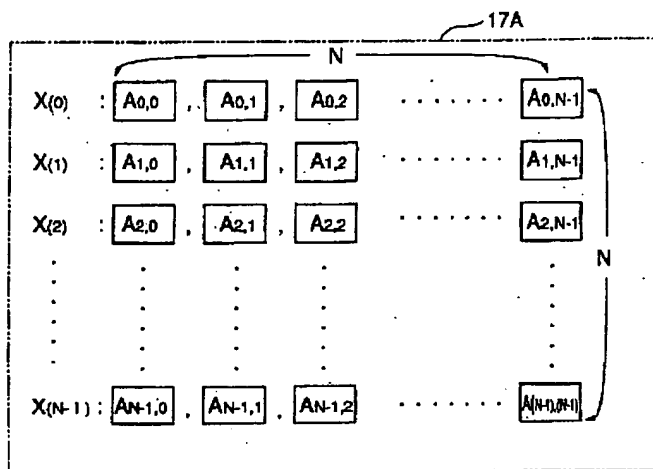 17A
N
X(0) : A0,0 , A0,1 , A0,2 ······· A0,N-1
X(1) : A1,0 , A1,1 , A1,2 ······· A1,N-1
X(2) : A2,0 , A2,1 , A2,2 ······· A2,N-1
N
X(N-1) : AN-1,0 , AN-1,1 , AN-1,2 ······· A(N-1),(N-1)